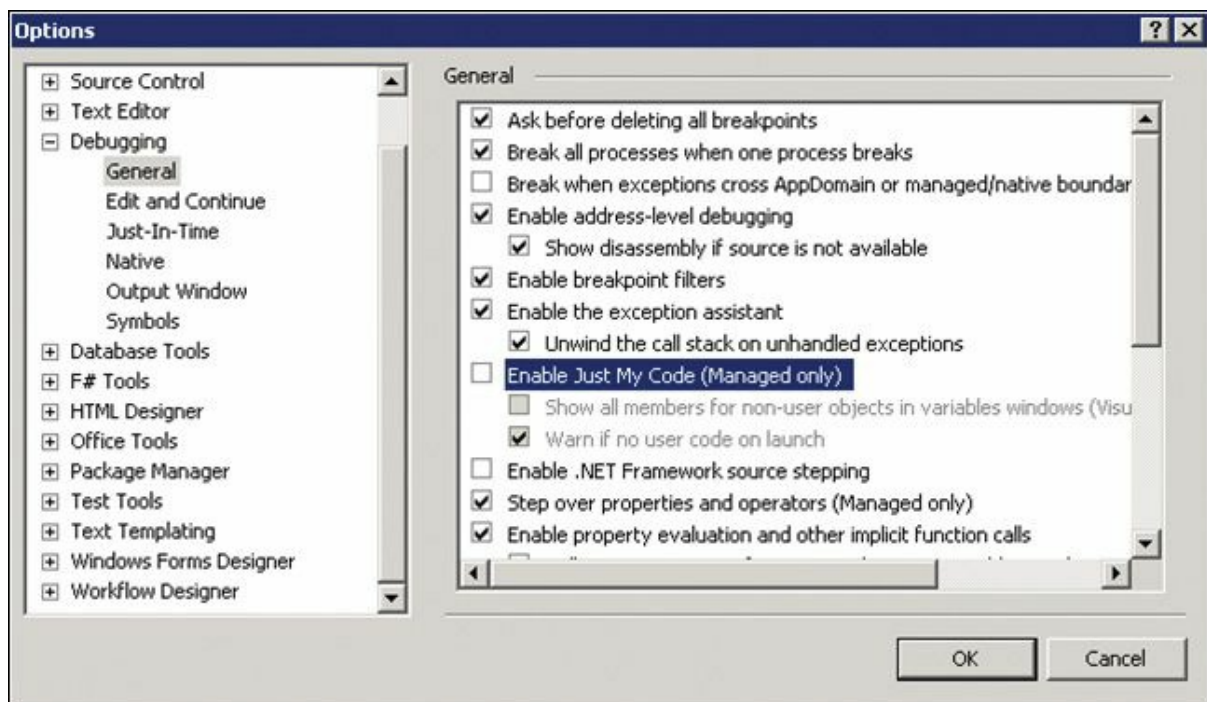 Options
Source Control
Text Editor
Debugging
General
Edit and Continue
Just-In-Time
Native
Output Window
Symbols
Database Tools
F# Tools
HTML Designer
Office Tools
Package Manager
Test Tools
Text Templating
Windows Forms Designer
Workflow Designer
General
Ask before deleting all breakpoints
Break all processes when one process breaks
Break when exceptions cross AppDomain or managed/native boundar
Enable address-level debugging
Show disassembly if source is not available
Enable breakpoint filters
Enable the exception assistant
Unwind the call stack on unhandled exceptions
Enable Just My Code (Managed only)
Show all members for non-user objects in variables windows (Visu
Warn if no user code on launch
Enable .NET Framework source stepping
Step over properties and operators (Managed only)
Enable property evaluation and other implicit function calls
OK
Cancel